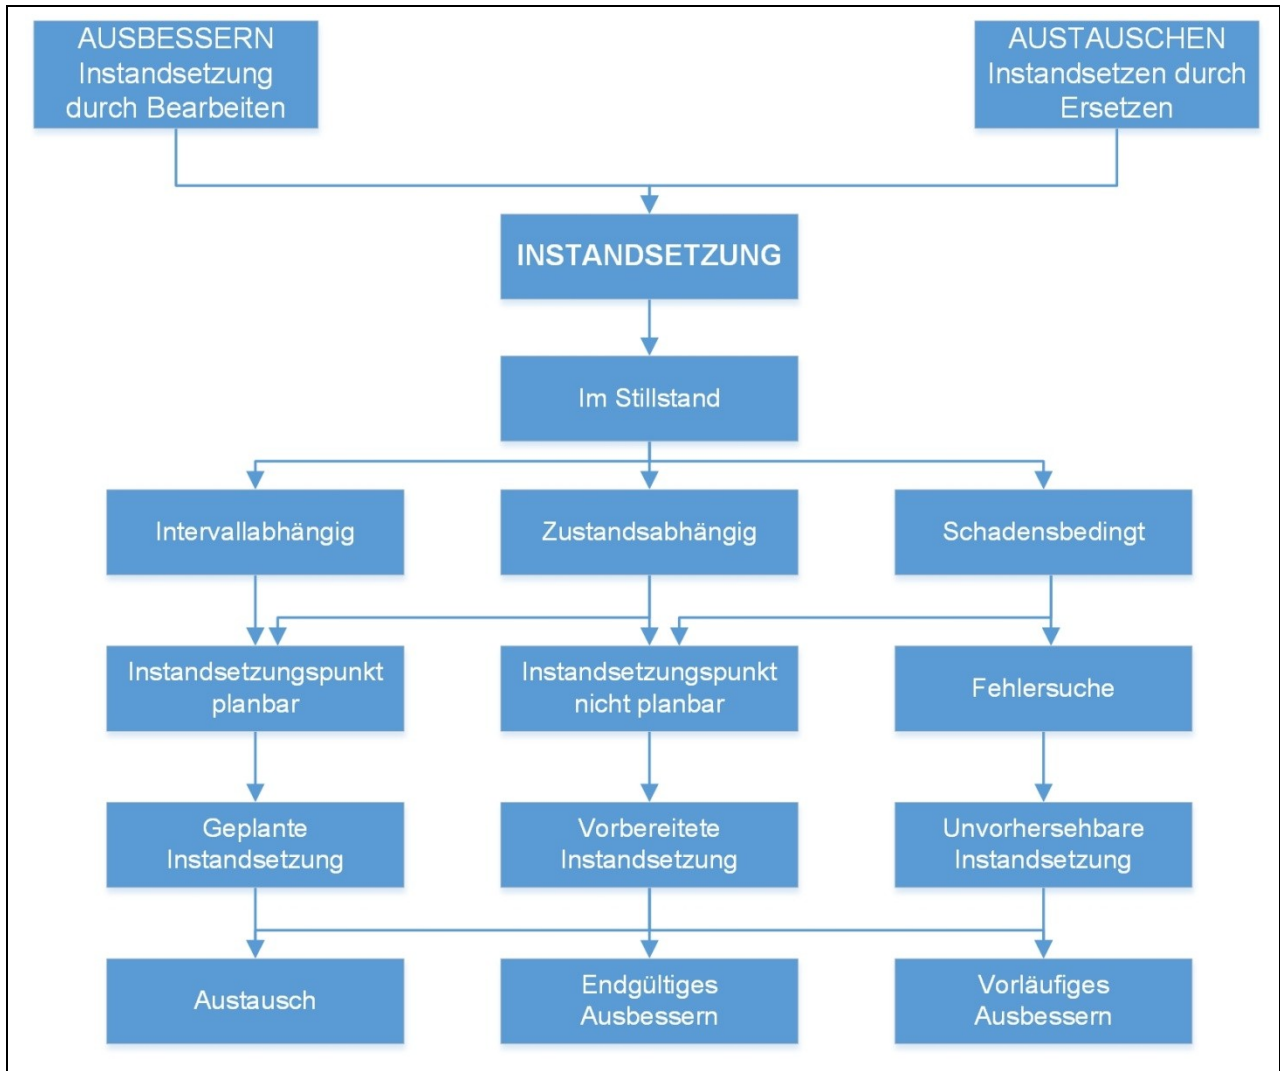 AUSBESSERN
Instandsetzung
durch Bearbeiten
AUSTAUSCHEN
Instandsetzen durch
Ersetzen
INSTANDSETZUNG
Im Stillstand
Intervallabhängig
Zustandsabhängig
Schadensbedingt
Instandsetzungspunkt
planbar
Instandsetzungspunkt
nicht planbar
Fehlersuche
Geplante
Instandsetzung
Vorbereitete
Instandsetzung
Unvorhersehbare
Instandsetzung
Austausch
Endgültiges
Ausbessern
Vorläufiges
Ausbessern